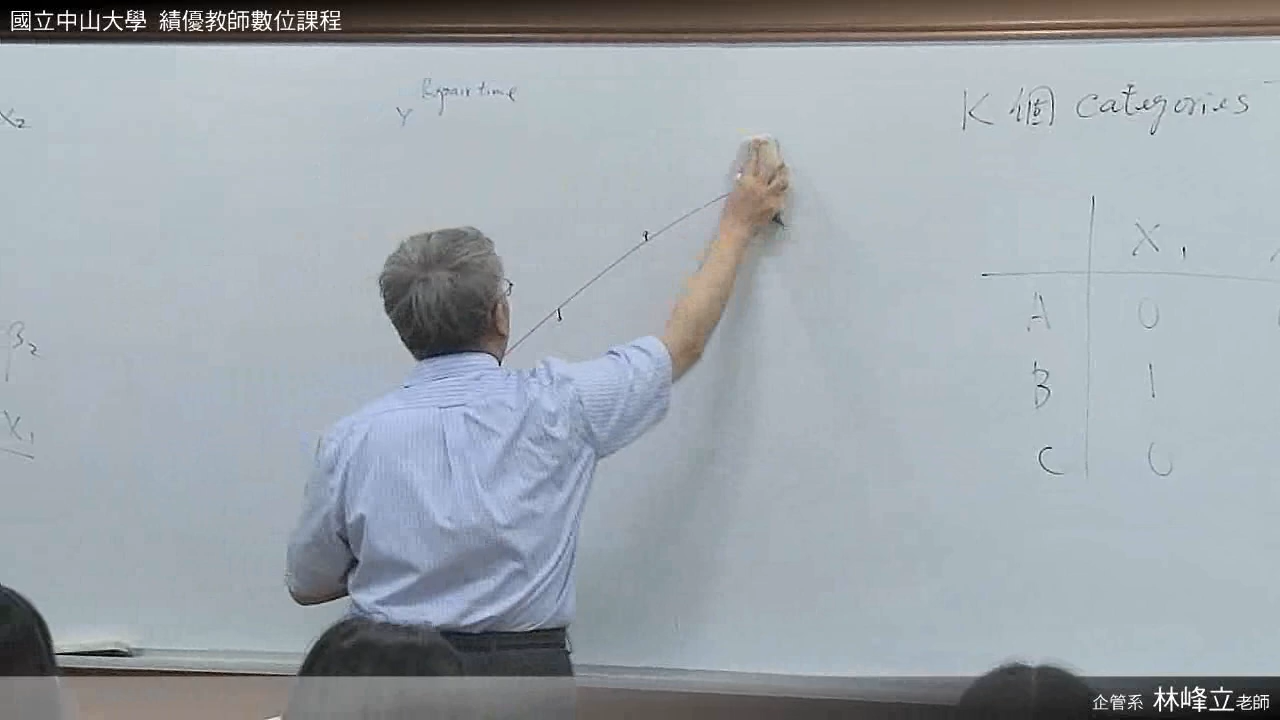 國立中山大學 績優教師數位課程
X2
Repair time
Y
K 個 categories
X1
A 0
B 1
C 0
β2
X1
企管系 林峰立老師